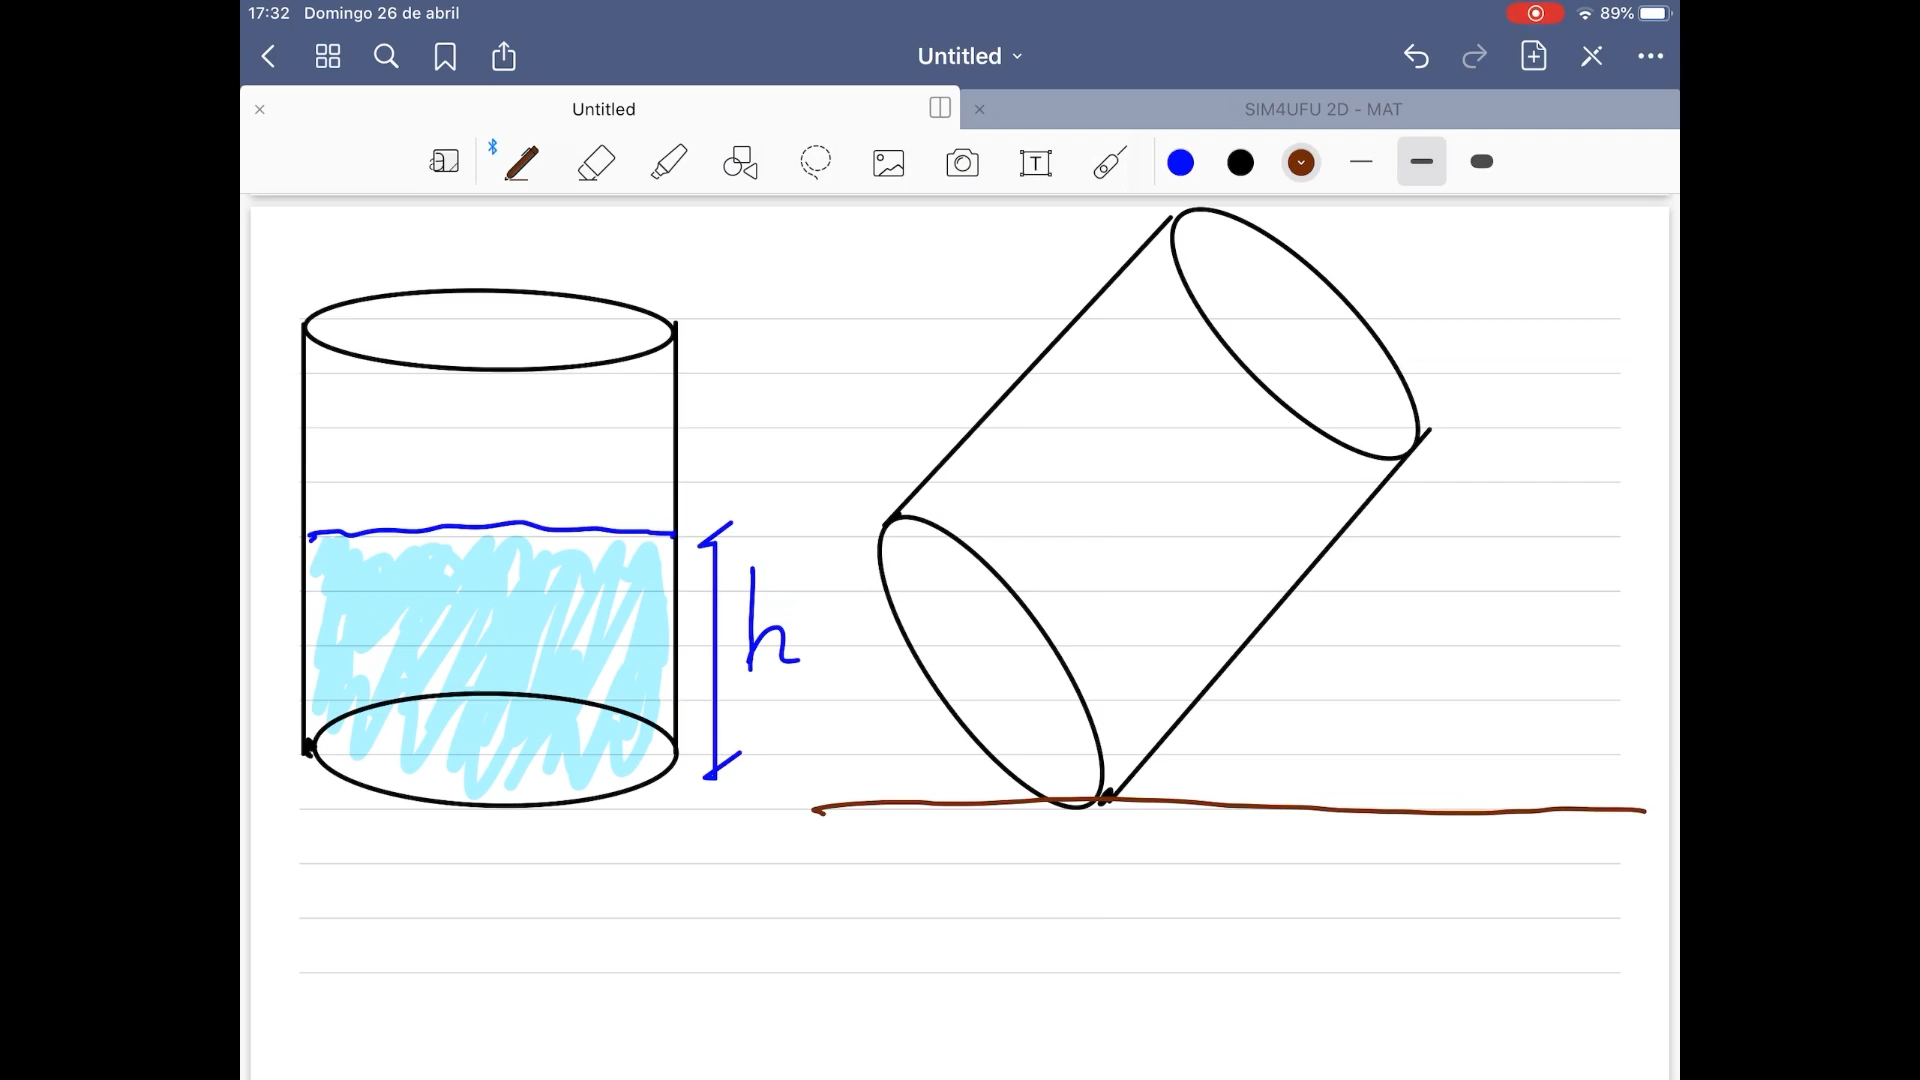 17:32 Domingo 26 de abril
89%
Untitled
Untitled
SIM4UFU 2D - MAT
T
h